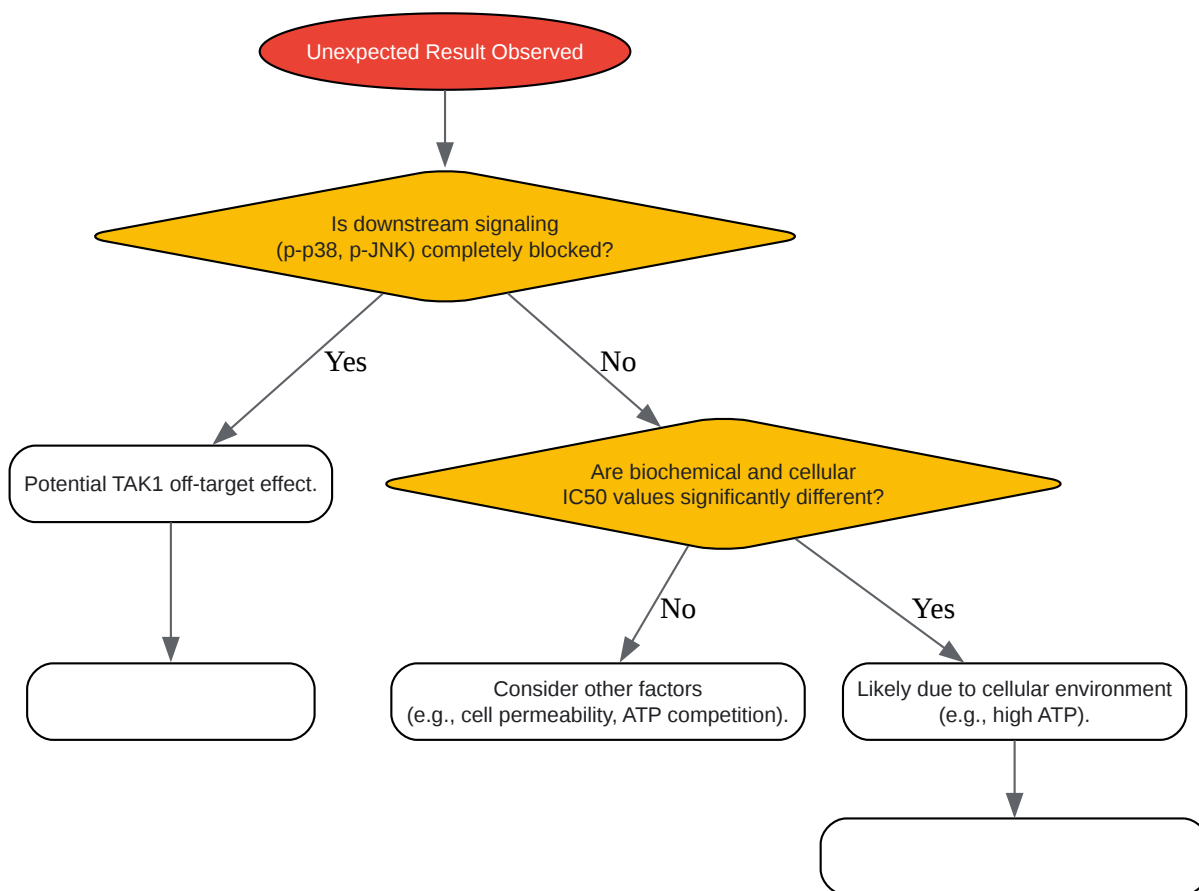 Unexpected Result Observed
Is downstream signaling
(p-p38, p-JNK) completely blocked?
Yes
No
Potential TAK1 off-target effect.
Are biochemical and cellular
IC50 values significantly different?
No
Yes
Consider other factors
(e.g., cell permeability, ATP competition).
Likely due to cellular environment
(e.g., high ATP).